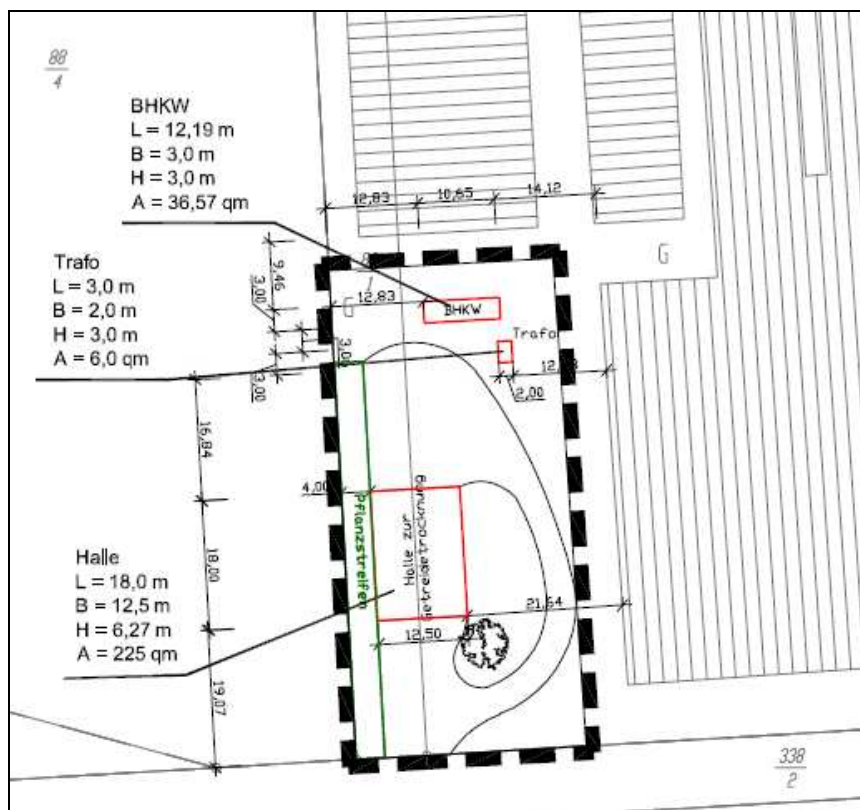 88
4
BHKW
L = 12,19 m
B = 3,0 m
H = 3,0 m
A = 36,57 qm
12,83
10,65
14,12
G
9,46
3,00
12,83
G
BHKW
Trafo
L = 3,0 m
B = 2,0 m
H = 3,0 m
A = 6,0 qm
Trafo
3,00
2,00
16,84
4,00
Pflanzstreifen
Halle zur
Getreidetrocknung
18,00
Halle
L = 18,0 m
B = 12,5 m
H = 6,27 m
A = 225 qm
21,64
12,50
19,07
338
2